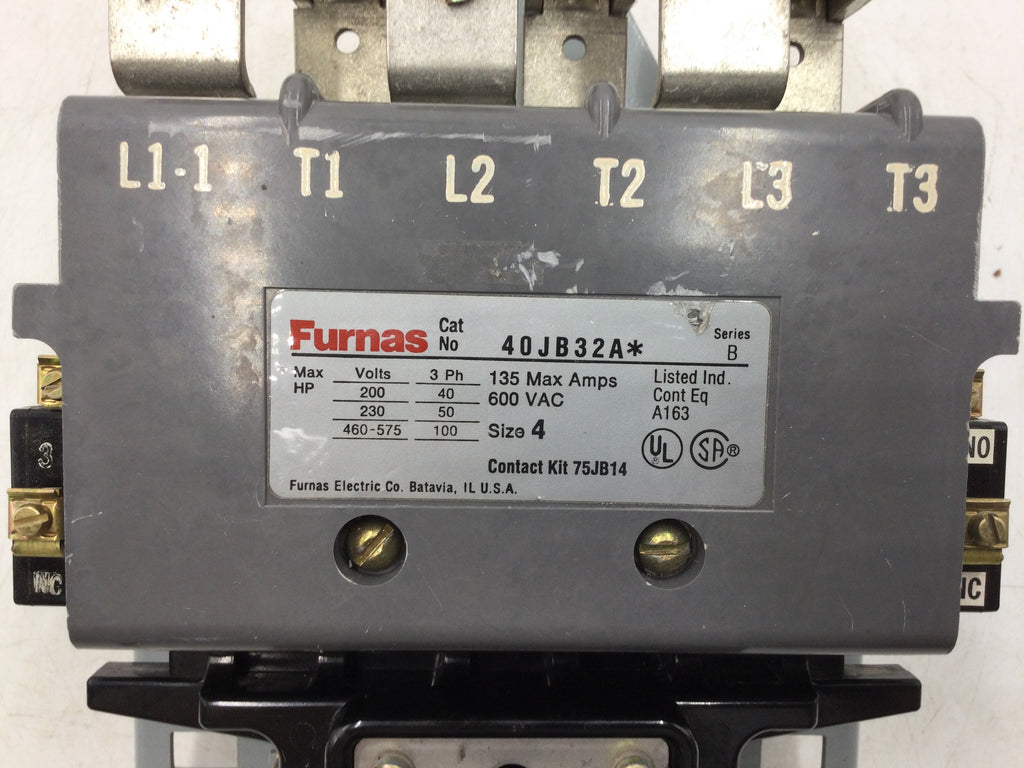 L1-1 T1 L2 T2 L3 T3
Furnas Cat No 40JB32A* Series B
Max HP Volts 3 Ph
200 40
230 50
460-575 100
135 Max Amps
600 VAC
Size 4
Contact Kit 75JB14
Listed Ind.
Cont Eq
A163
UL SA®
Furnas Electric Co. Batavia, IL U.S.A.
3
NC
NO
NC